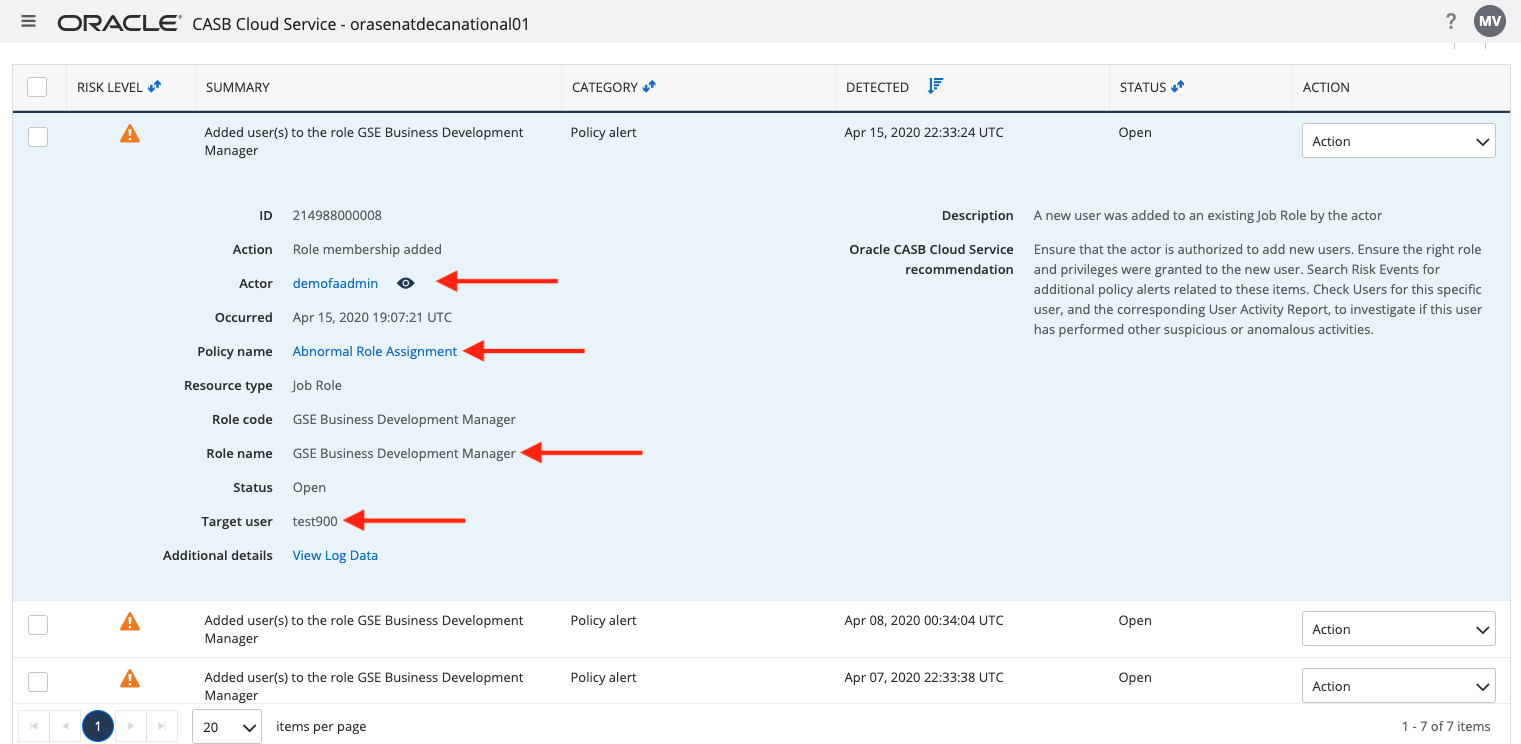 ORACLE® CASB Cloud Service - orasenatdecanational01 ? MV
RISK LEVEL SUMMARY CATEGORY DETECTED STATUS ACTION
Added user(s) to the role GSE Business Development Policy alert Apr 15, 2020 22:33:24 UTC Open Action
Manager
ID 214988000008 Description A new user was added to an existing Job Role by the actor
Action Role membership added Oracle CASB Cloud Service Ensure that the actor is authorized to add new users. Ensure the right role
recommendation and privileges were granted to the new user. Search Risk Events for
Actor demofaadmin additional policy alerts related to these items. Check Users for this specific
user, and the corresponding User Activity Report, to investigate if this user
Occurred Apr 15, 2020 19:07:21 UTC has performed other suspicious or anomalous activities.
Policy name Abnormal Role Assignment
Resource type Job Role
Role code GSE Business Development Manager
Role name GSE Business Development Manager
Status Open
Target user test900
Additional details View Log Data
Added user(s) to the role GSE Business Development Policy alert Apr 08, 2020 00:34:04 UTC Open Action
Manager
Added user(s) to the role GSE Business Development Policy alert Apr 07, 2020 22:33:38 UTC Open Action
Manager
1 20 items per page 1 - 7 of 7 items